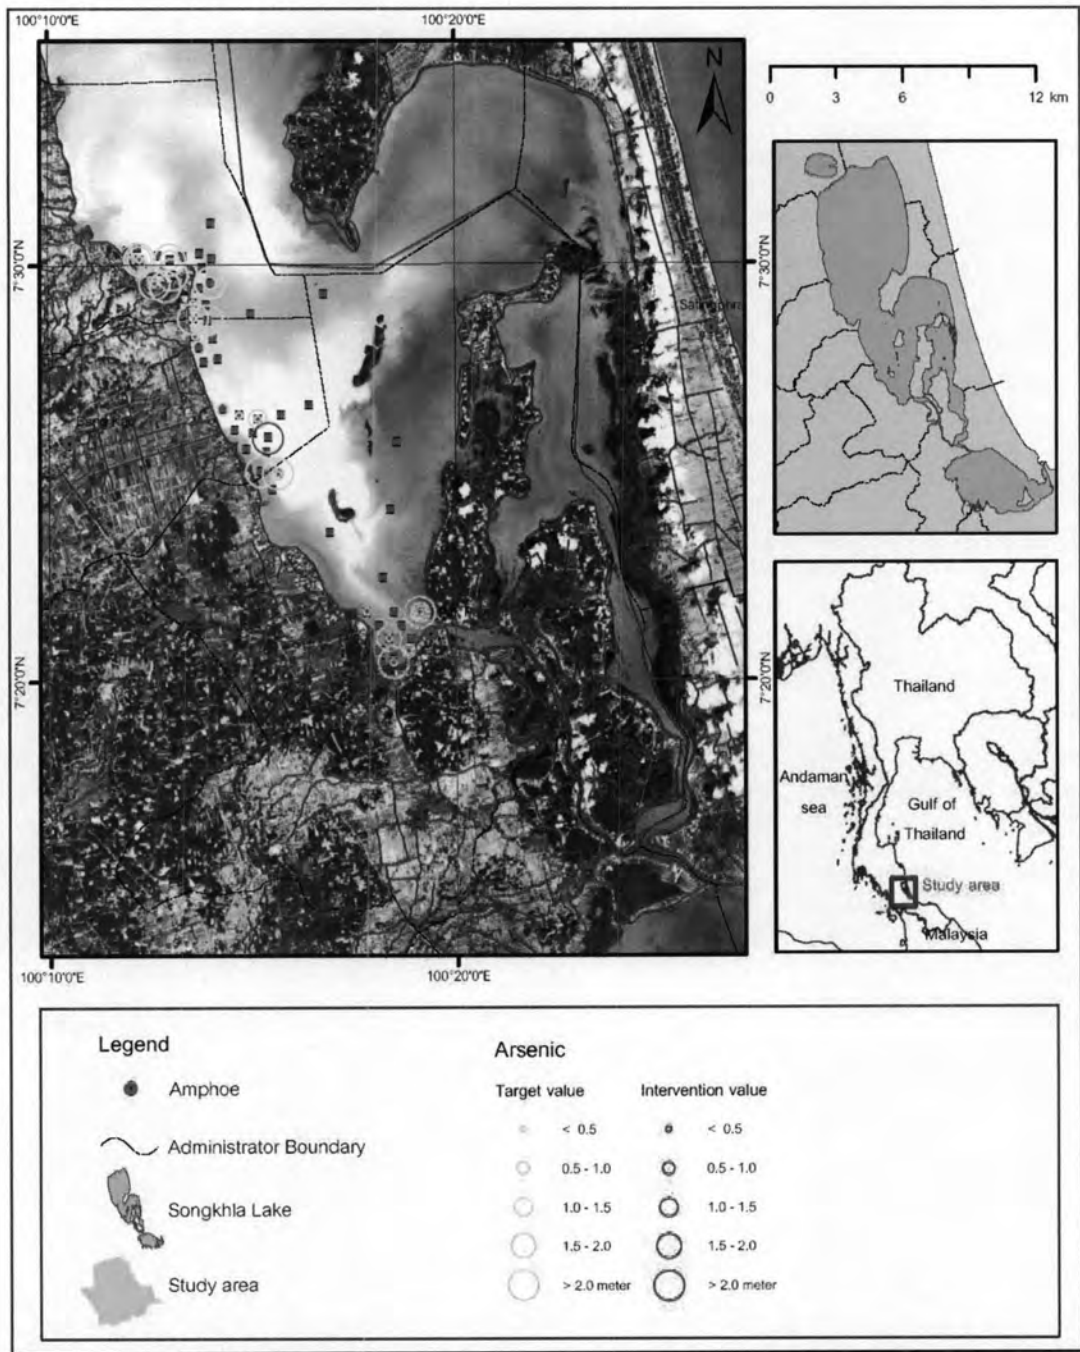 100°10'0"E
100°20'0"E
N
0 3 6 12 km
7°30'0"N
7°30'0"N
Satingphra
7°20'0"N
7°20'0"N
Thailand
Andaman
sea
Gulf of
Thailand
Study area
Malaysia
100°10'0"E
100°20'0"E
Legend
Amphoe
Administrator Boundary
Songkhla Lake
Study area
Arsenic
Target value
Intervention value
< 0.5
< 0.5
0.5 - 1.0
0.5 - 1.0
1.0 - 1.5
1.0 - 1.5
1.5 - 2.0
1.5 - 2.0
> 2.0 meter
> 2.0 meter